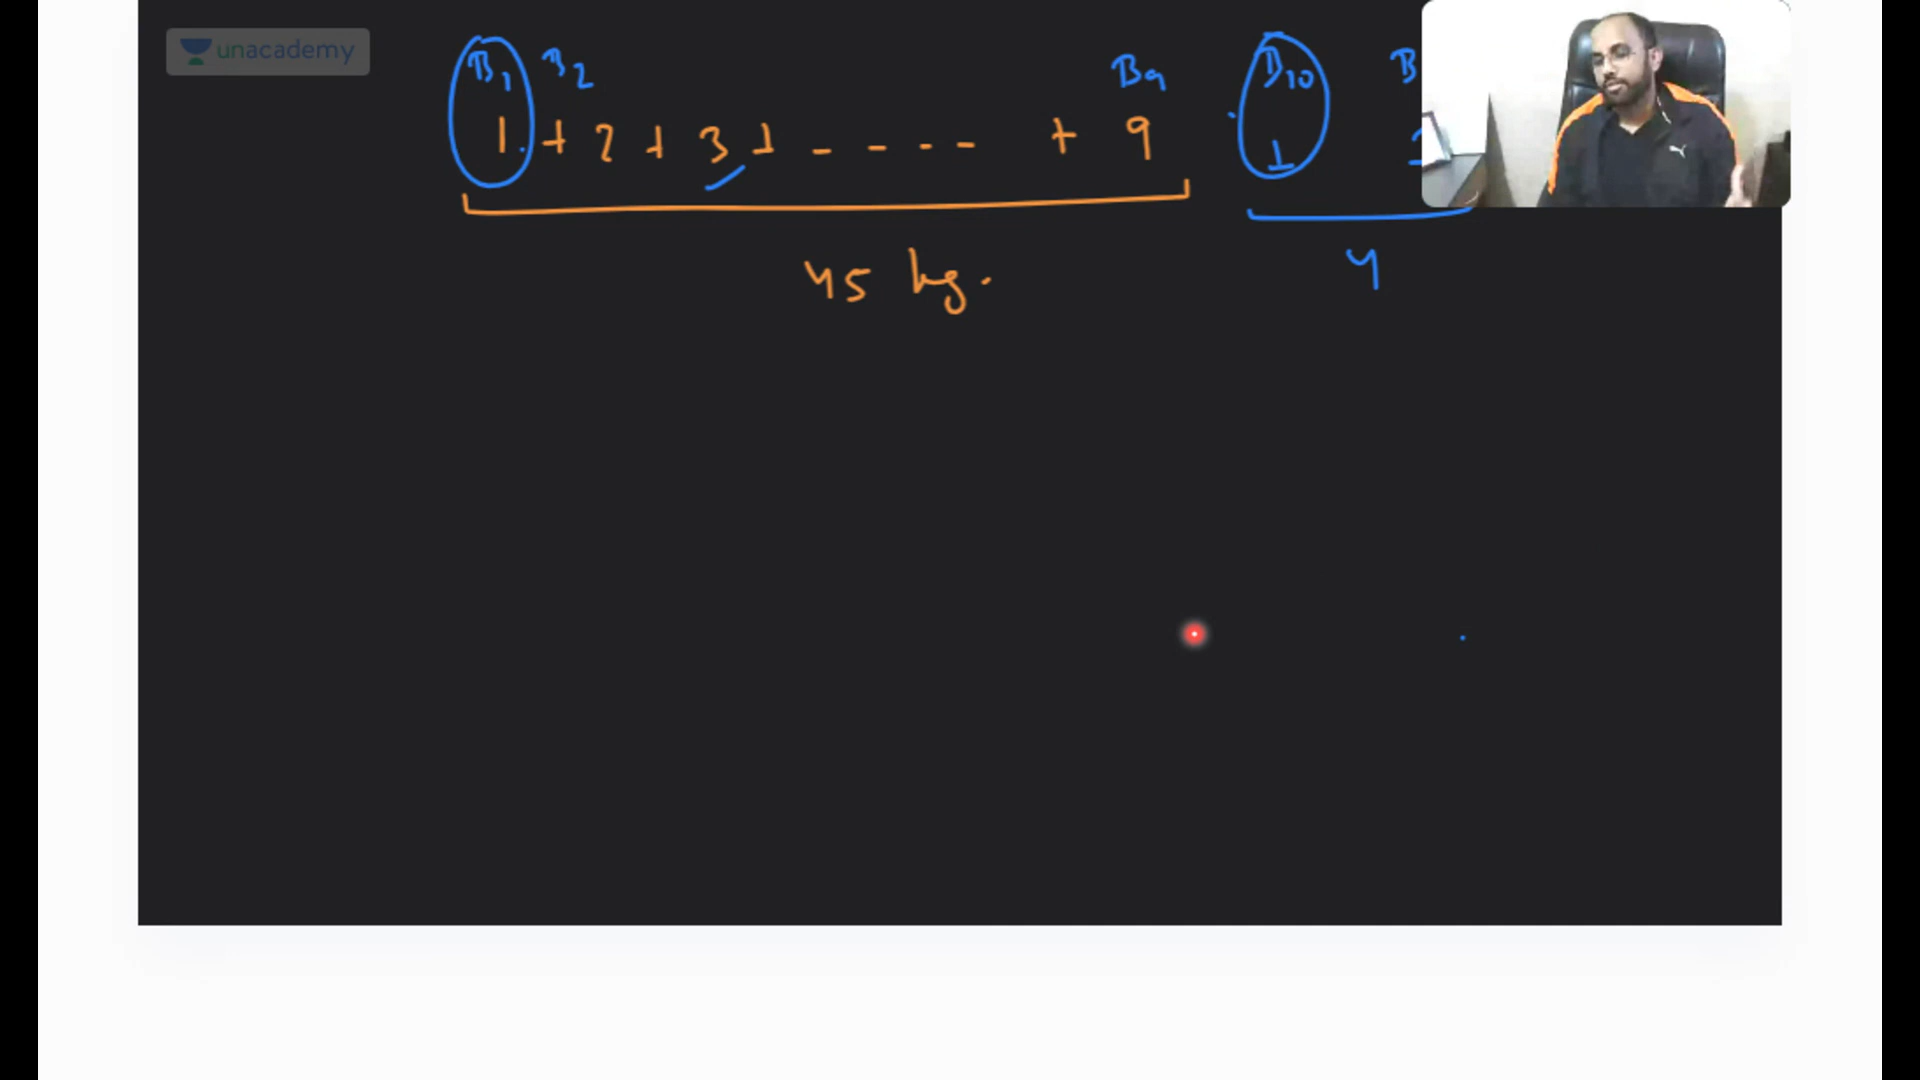 unacademy
B1 B2 B9 B10 B
1 + 2 + 3 + - - - - + 9 1
45 kg. 4